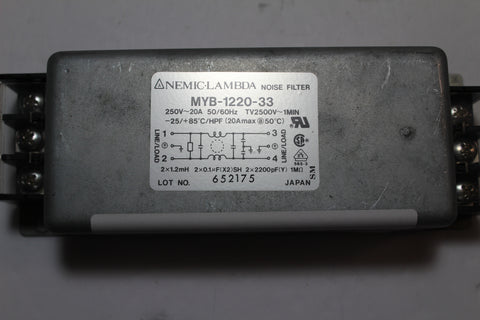 NEMIC-LAMBDA NOISE FILTER
MYB-1220-33
250V~20A 50/60Hz TV2500V~1MIN
-25/+85°C/HPF (20Amax @50°C)
LINE/LOAD 1 3 LINE/LOAD
2 4
2×1.2mH 2×0.1μF(X2)SH 2×2200pF(Y) 1MΩ
LOT NO. 652175 JAPAN SM